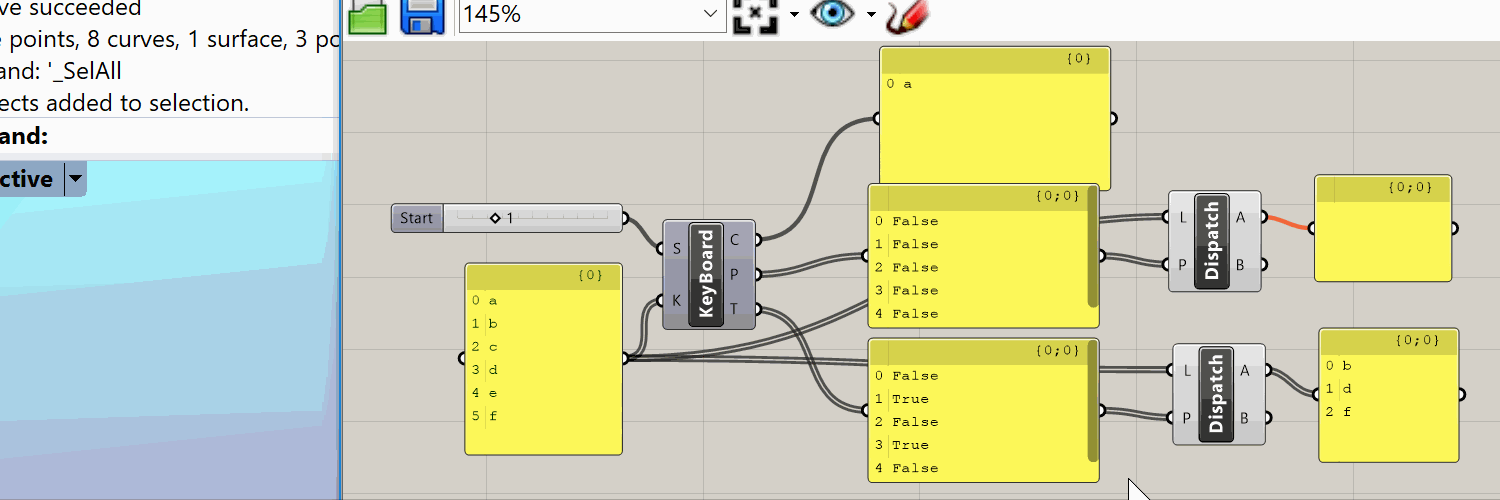 ve succeeded
points, 8 curves, 1 surface, 3 po
and: '_SelAll
ects added to selection.
and:
ctive
145%
{0}
0 a
Start
1
{0}
0 a
1 b
2 c
3 d
4 e
5 f
S
K
KeyBoard
C
P
T
{0;0}
0 False
1 False
2 False
3 False
4 False
{0;0}
0 False
1 True
2 False
3 True
4 False
L
P
Dispatch
A
B
{0;0}
L
P
Dispatch
A
B
{0;0}
0 b
1 d
2 f